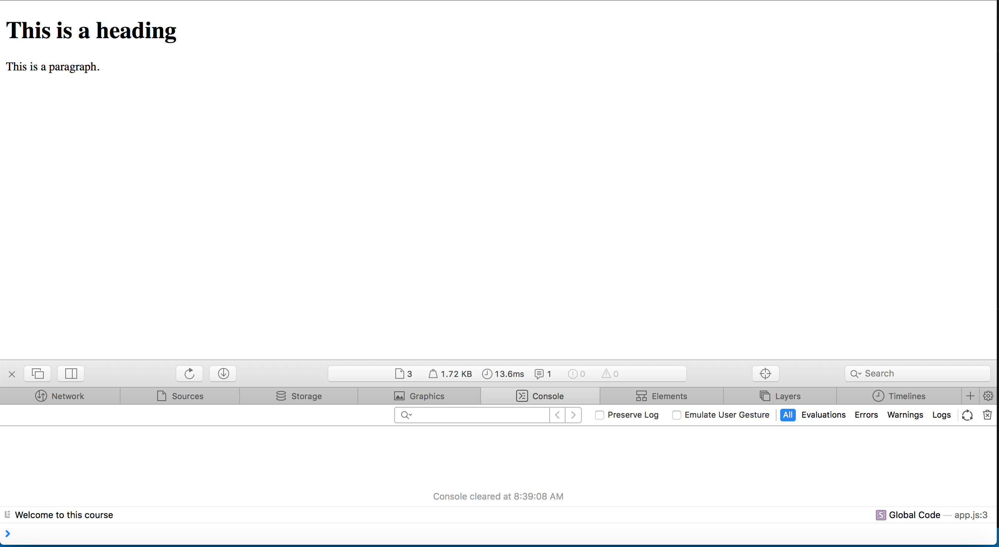 This is a heading
This is a paragraph.
3 1.72 KB 13.6ms 1 0 0 Search
Network Sources Storage Graphics Console Elements Layers Timelines
Preserve Log Emulate User Gesture All Evaluations Errors Warnings Logs
Console cleared at 8:39:08 AM
Welcome to this course S Global Code — app.js:3